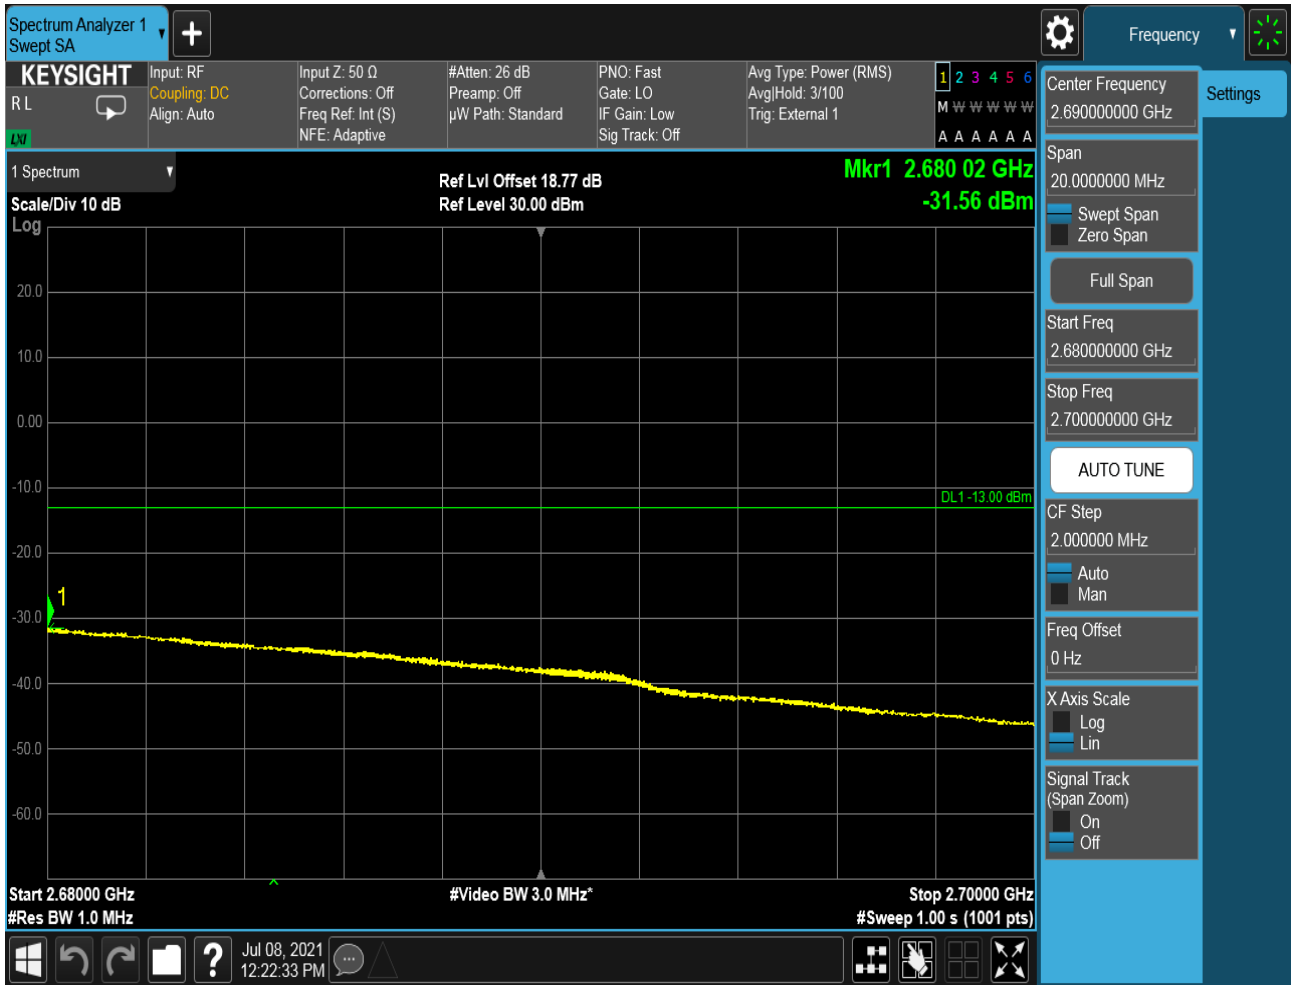 Spectrum Analyzer 1
Swept SA
Frequency
KEYSIGHT
R L
LXI
Input: RF
Coupling: DC
Align: Auto
Input Z: 50 Ω
Corrections: Off
Freq Ref: Int (S)
NFE: Adaptive
#Atten: 26 dB
Preamp: Off
µW Path: Standard
PNO: Fast
Gate: LO
IF Gain: Low
Sig Track: Off
Avg Type: Power (RMS)
Avg|Hold: 3/100
Trig: External 1
1 2 3 4 5 6
M W W W W W
A A A A A A
1 Spectrum
Scale/Div 10 dB
Log
Ref Lvl Offset 18.77 dB
Ref Level 30.00 dBm
Mkr1 2.680 02 GHz
-31.56 dBm
20.0
10.0
0.00
-10.0
DL1 -13.00 dBm
-20.0
1
-30.0
-40.0
-50.0
-60.0
Start 2.68000 GHz
#Res BW 1.0 MHz
#Video BW 3.0 MHz*
Stop 2.70000 GHz
#Sweep 1.00 s (1001 pts)
Jul 08, 2021
12:22:33 PM
Center Frequency
2.690000000 GHz
Settings
Span
20.0000000 MHz
Swept Span
Zero Span
Full Span
Start Freq
2.680000000 GHz
Stop Freq
2.700000000 GHz
AUTO TUNE
CF Step
2.000000 MHz
Auto
Man
Freq Offset
0 Hz
X Axis Scale
Log
Lin
Signal Track
(Span Zoom)
On
Off